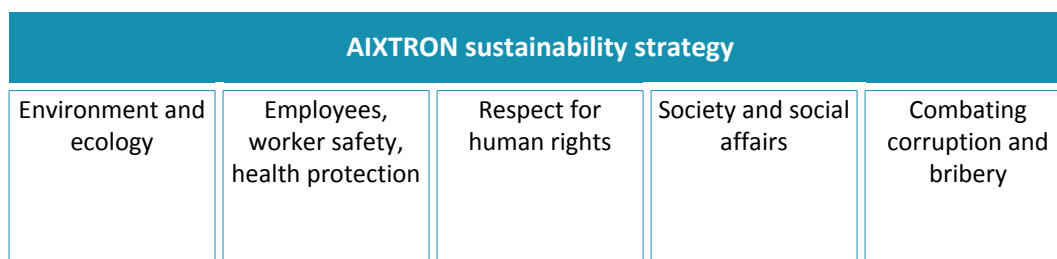 AIXTRON sustainability strategy
Environment and
ecology
Employees,
worker safety,
health protection
Respect for
human rights
Society and social
affairs
Combating
corruption and
bribery